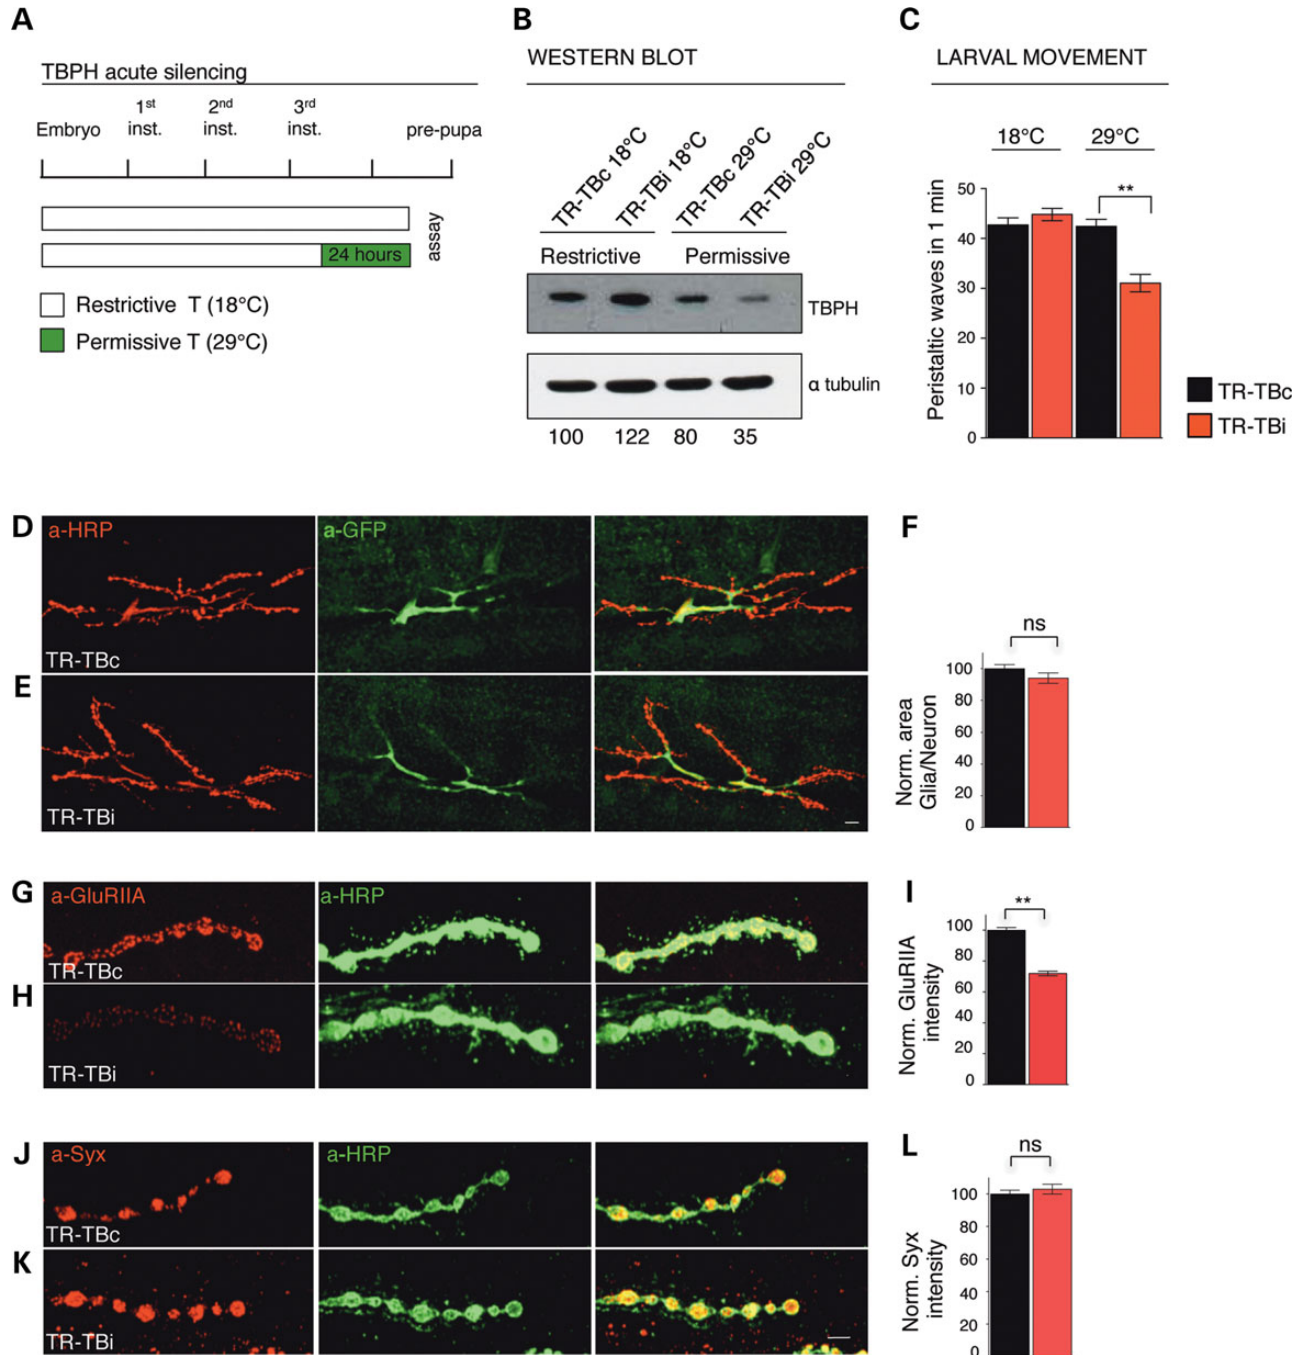 A
TBPH acute silencing
Embryo
1st inst.
2nd inst.
3rd inst.
pre-pupa
24 hours
assay
Restrictive T (18°C)
Permissive T (29°C)
B
WESTERN BLOT
TR-TBc 18°C
TR-TBi 18°C
TR-TBc 29°C
TR-TBi 29°C
Restrictive
Permissive
TBPH
α tubulin
100 122 80 35
C
LARVAL MOVEMENT
18°C 29°C
**
Peristaltic waves in 1 min
50
40
30
20
10
0
TR-TBc
TR-TBi
D
a-HRP
a-GFP
TR-TBc
E
TR-TBi
F
ns
Norm. area
Glia/Neuron
100
80
60
40
20
0
G
a-GluRIIA
a-HRP
TR-TBc
H
TR-TBi
I
**
Norm. GluRIIA
intensity
100
80
60
40
20
0
J
a-Syx
a-HRP
TR-TBc
K
TR-TBi
L
ns
Norm. Syx
intensity
100
80
60
40
20
0